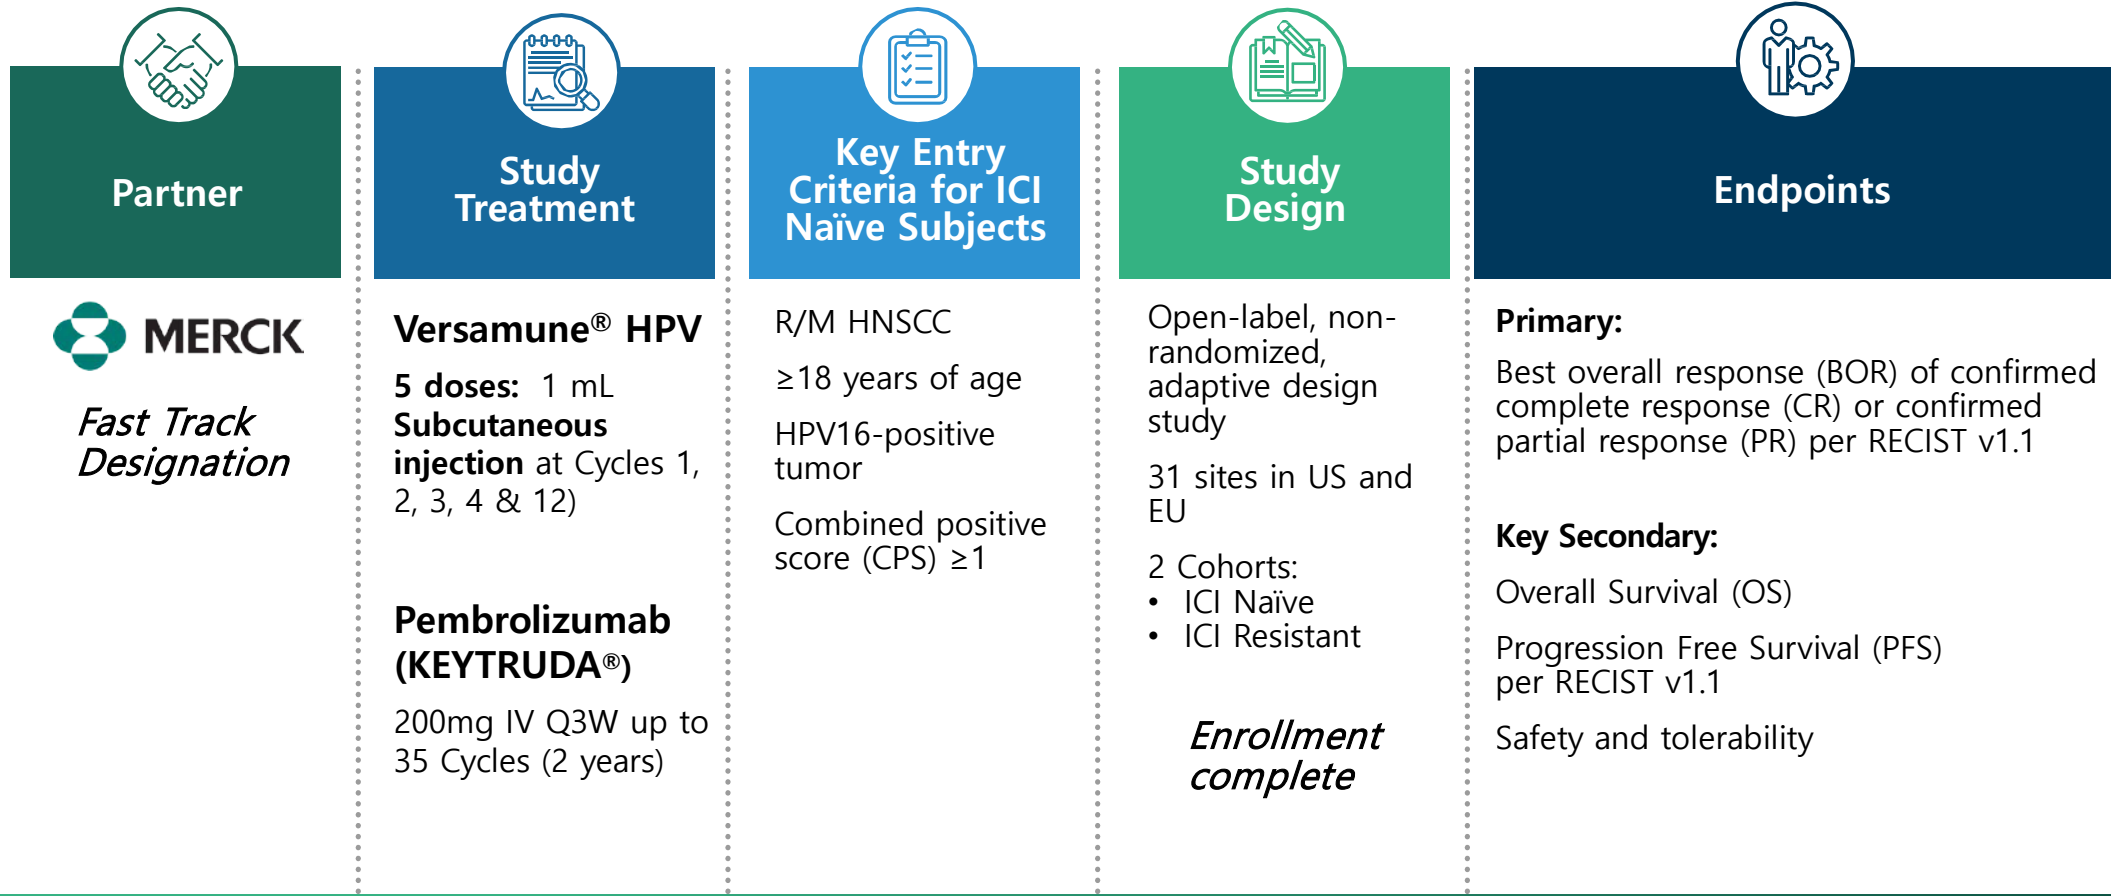 Partner
MERCK
Fast Track
Designation
Study
Treatment
Versamune® HPV
5 doses: 1 mL
Subcutaneous
injection at Cycles 1,
2, 3, 4 & 12)
Pembrolizumab
(KEYTRUDA®)
200mg IV Q3W up to
35 Cycles (2 years)
Key Entry
Criteria for ICI
Naïve Subjects
R/M HNSCC
≥18 years of age
HPV16-positive
tumor
Combined positive
score (CPS) ≥1
Study
Design
Open-label, non-
randomized,
adaptive design
study
31 sites in US and
EU
2 Cohorts:
• ICI Naïve
• ICI Resistant
Enrollment
complete
Endpoints
Primary:
Best overall response (BOR) of confirmed
complete response (CR) or confirmed
partial response (PR) per RECIST v1.1
Key Secondary:
Overall Survival (OS)
Progression Free Survival (PFS)
per RECIST v1.1
Safety and tolerability